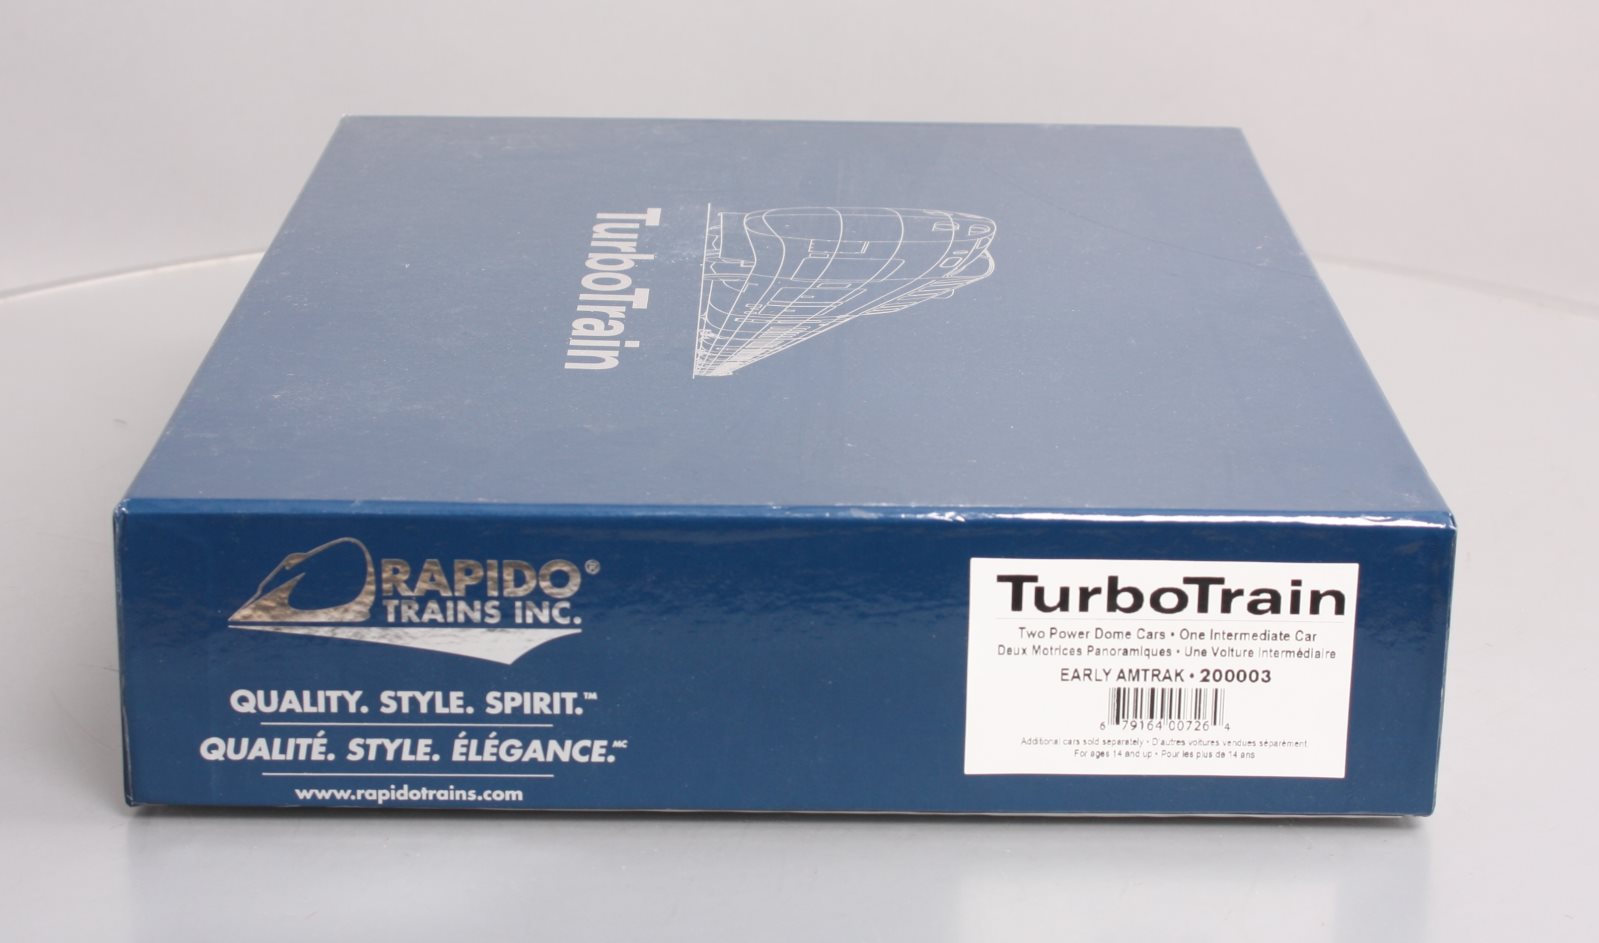 TurboTrain
RAPIDO®
TRAINS INC.
QUALITY. STYLE. SPIRIT.™
QUALITÉ. STYLE. ÉLÉGANCE.MC
www.rapidotrains.com
TurboTrain
Two Power Dome Cars • One Intermediate Car
Deux Motrices Panoramiques • Une Voiture Intermédiaire
EARLY AMTRAK • 200003
6 79164 00726 4
Additional cars sold separately • D'autres voitures vendues séparément
For ages 14 and up • Pour les plus de 14 ans